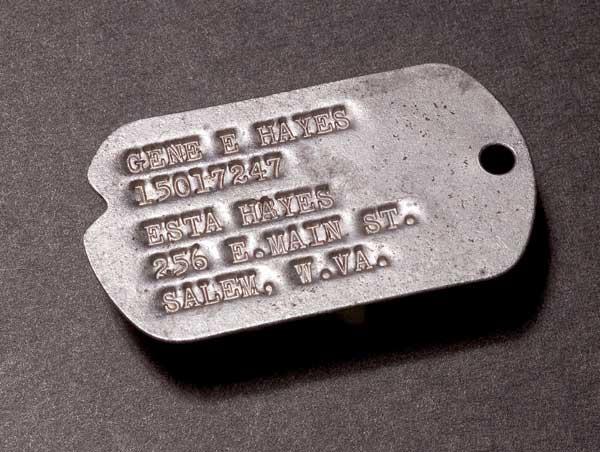 GENE E HAYES
15017247
ESTA HAYES
256 E.MAIN ST.
SALEM, W.VA.